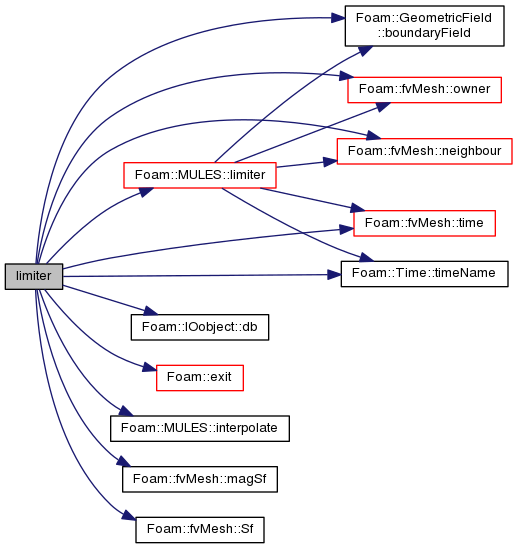 Foam::GeometricField
::boundaryField
Foam::fvMesh::owner
Foam::fvMesh::neighbour
Foam::MULES::limiter
Foam::fvMesh::time
limiter
Foam::Time::timeName
Foam::IOobject::db
Foam::exit
Foam::MULES::interpolate
Foam::fvMesh::magSf
Foam::fvMesh::Sf